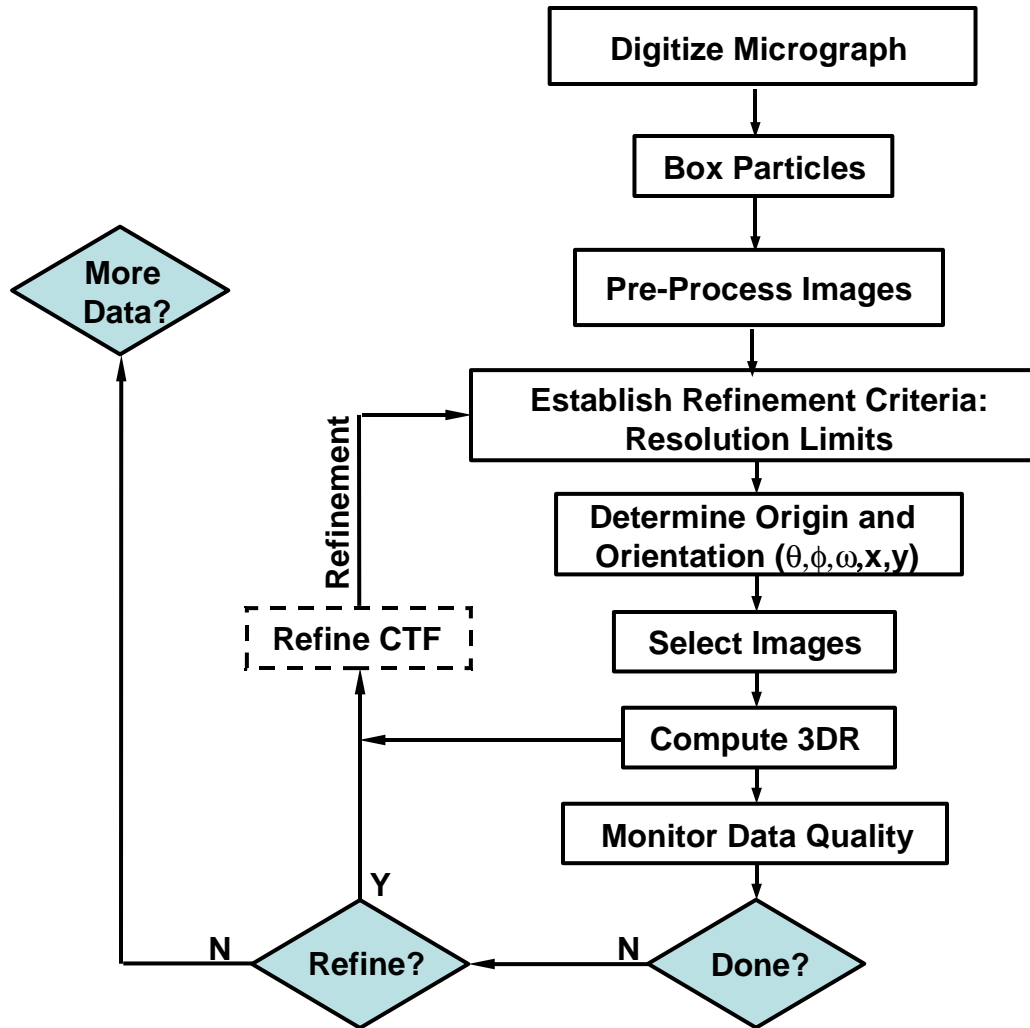 Digitize Micrograph
Box Particles
More
Data?
Pre-Process Images
Establish Refinement Criteria:
Resolution Limits
Refinement
Determine Origin and
Orientation (θ,ϕ,ω,x,y)
Refine CTF
Select Images
Compute 3DR
Monitor Data Quality
Y
N
Refine?
N
Done?